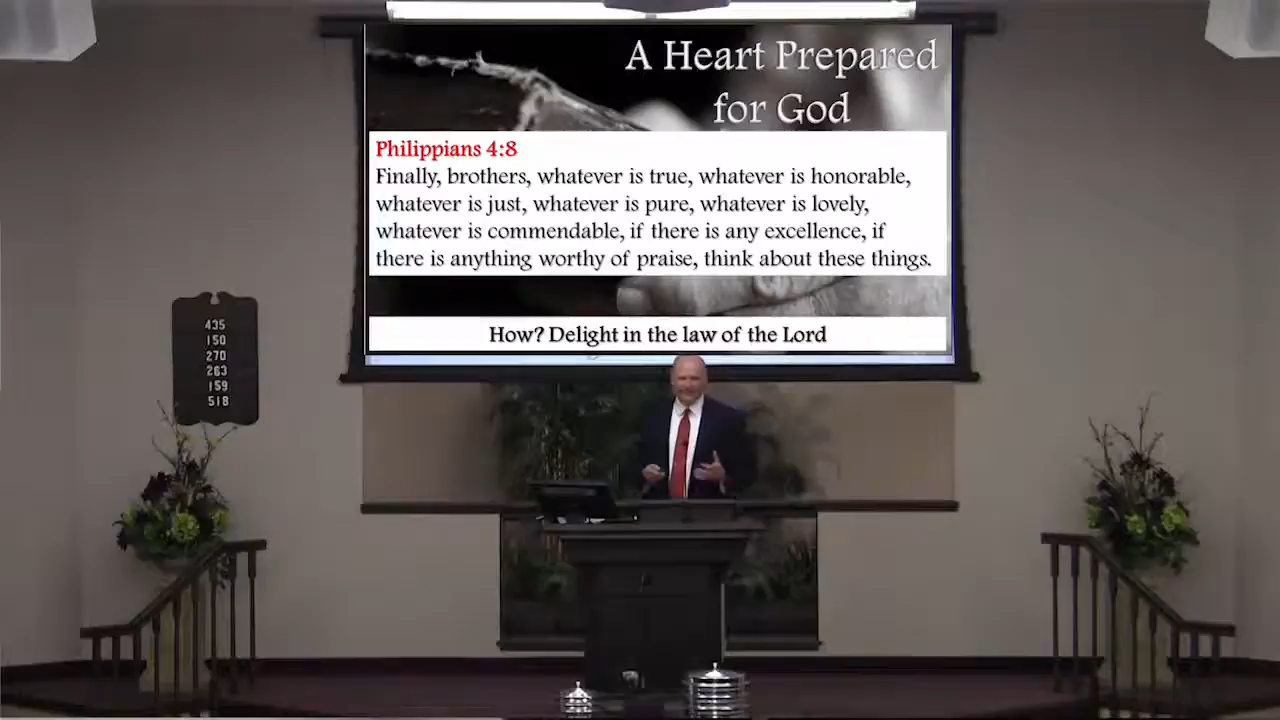 A Heart Prepared
for God
Philippians 4:8
Finally, brothers, whatever is true, whatever is honorable,
whatever is just, whatever is pure, whatever is lovely,
whatever is commendable, if there is any excellence, if
there is anything worthy of praise, think about these things.
How? Delight in the law of the Lord
435
150
270
263
159
518